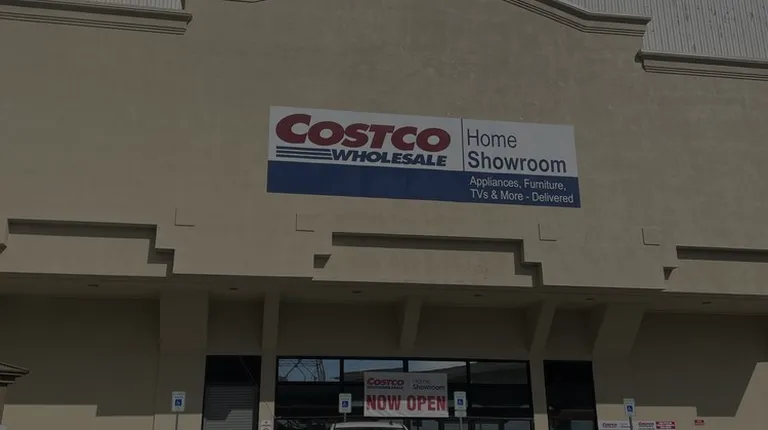 COSTCO
WHOLESALE
Home
Showroom
Appliances, Furniture,
TVs & More - Delivered
COSTCO
WHOLESALE
Home
Showroom
NOW OPEN